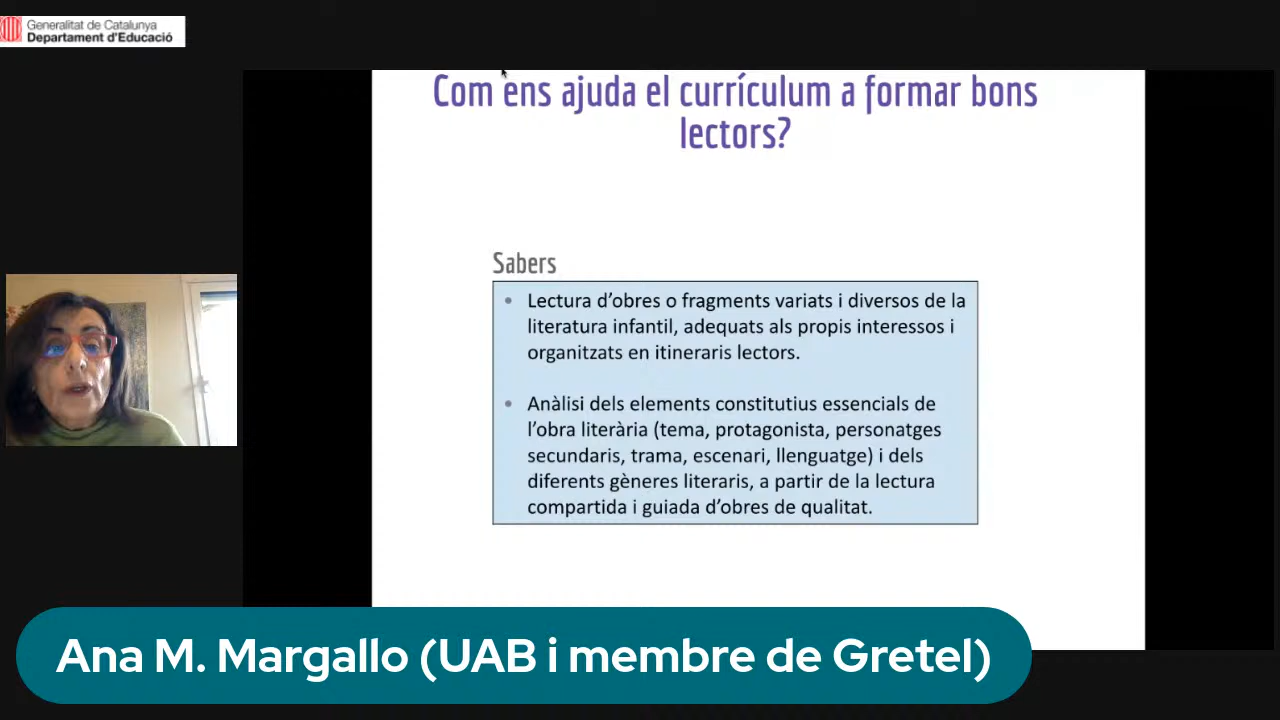 Generalitat de Catalunya
Departament d'Educació
Com ens ajuda el currículum a formar bons
lectors?
Sabers
• Lectura d'obres o fragments variats i diversos de la
literatura infantil, adequats als propis interessos i
organitzats en itineraris lectors.
• Anàlisi dels elements constitutius essencials de
l'obra literària (tema, protagonista, personatges
secundaris, trama, escenari, llenguatge) i dels
diferents gèneres literaris, a partir de la lectura
compartida i guiada d'obres de qualitat.
Ana M. Margallo (UAB i membre de Gretel)